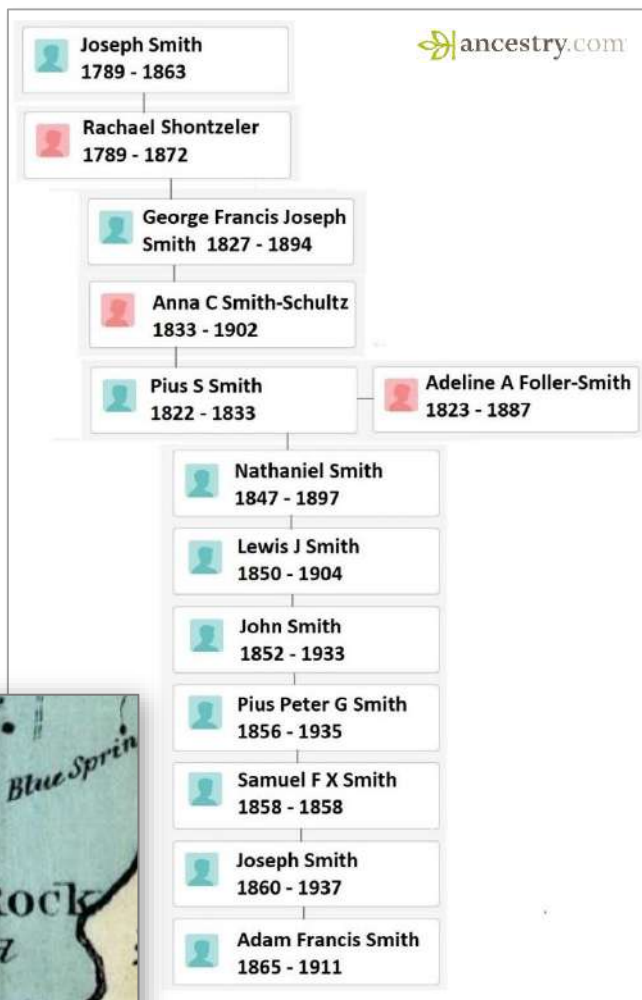 ancestry.com
Joseph Smith
1789 - 1863
Rachael Shontzeler
1789 - 1872
George Francis Joseph
Smith 1827 - 1894
Anna C Smith-Schultz
1833 - 1902
Pius S Smith
1822 - 1833
Adeline A Foller-Smith
1823 - 1887
Nathaniel Smith
1847 - 1897
Lewis J Smith
1850 - 1904
John Smith
1852 - 1933
Pius Peter G Smith
1856 - 1935
Samuel F X Smith
1858 - 1858
Joseph Smith
1860 - 1937
Adam Francis Smith
1865 - 1911
Blue Sprin
ock